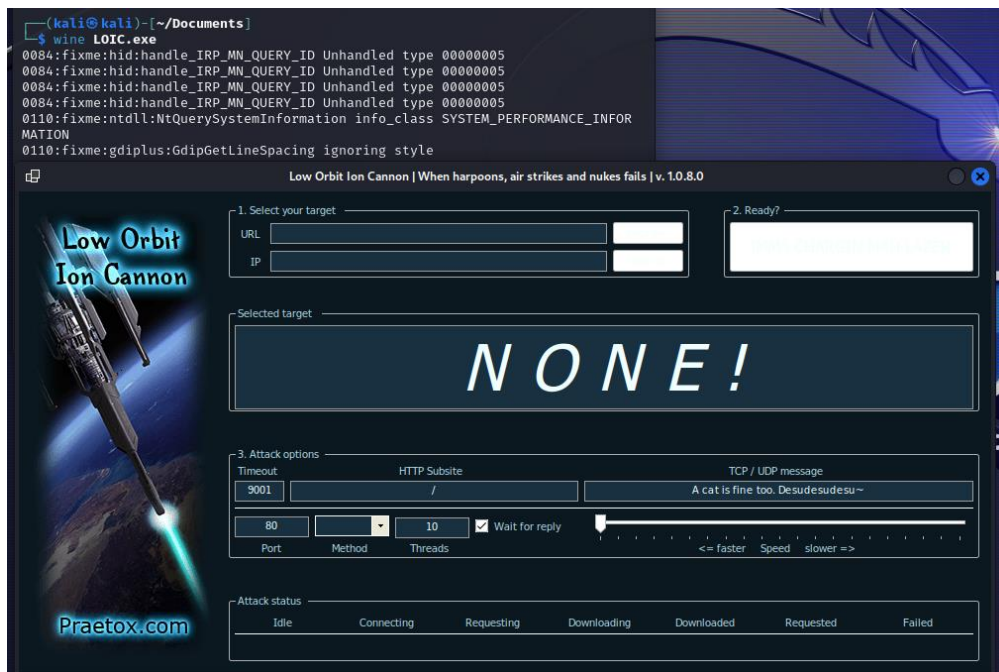 (kali㉿kali)-[~/Documents]
$ wine LOIC.exe
0084:fixme:hid:handle_IRP_MN_QUERY_ID Unhandled type 00000005
0084:fixme:hid:handle_IRP_MN_QUERY_ID Unhandled type 00000005
0084:fixme:hid:handle_IRP_MN_QUERY_ID Unhandled type 00000005
0084:fixme:hid:handle_IRP_MN_QUERY_ID Unhandled type 00000005
0110:fixme:ntdll:NtQuerySystemInformation info_class SYSTEM_PERFORMANCE_INFOR
MATION
0110:fixme:gdiplus:GdipGetLineSpacing ignoring style
Low Orbit Ion Cannon | When harpoons, air strikes and nukes fails | v. 1.0.8.0
Low Orbit
Ion Cannon
Praetox.com
1. Select your target
URL
IP
2. Ready?
Selected target
NONE!
3. Attack options
Timeout HTTP Subsite TCP / UDP message
9001 / A cat is fine too. Desudesudesu~
80 10 Wait for reply
Port Method Threads <= faster Speed slower =>
Attack status
Idle Connecting Requesting Downloading Downloaded Requested Failed